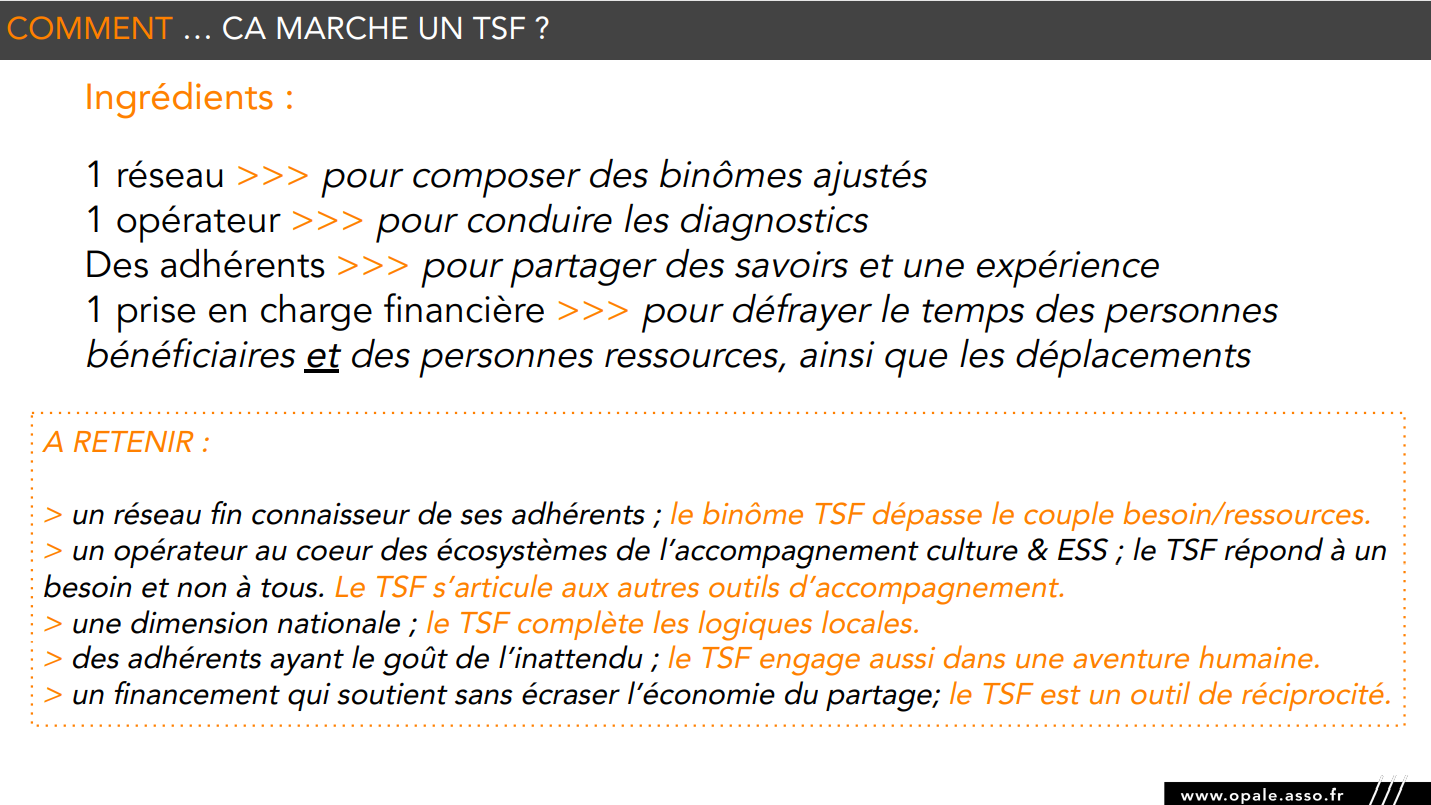 COMMENT ... CA MARCHE UN TSF ?
Ingrédients :
1 réseau >>> pour composer des binômes ajustés
1 opérateur >>> pour conduire les diagnostics
Des adhérents >>> pour partager des savoirs et une expérience
1 prise en charge financière >>> pour défrayer le temps des personnes
bénéficiaires et des personnes ressources, ainsi que les déplacements
A RETENIR :
> un réseau fin connaisseur de ses adhérents ; le binôme TSF dépasse le couple besoin/ressources.
> un opérateur au coeur des écosystèmes de l'accompagnement culture & ESS ; le TSF répond à un
besoin et non à tous. Le TSF s'articule aux autres outils d'accompagnement.
> une dimension nationale ; le TSF complète les logiques locales.
> des adhérents ayant le goût de l'inattendu ; le TSF engage aussi dans une aventure humaine.
> un financement qui soutient sans écraser l'économie du partage; le TSF est un outil de réciprocité.
www.opale.asso.fr